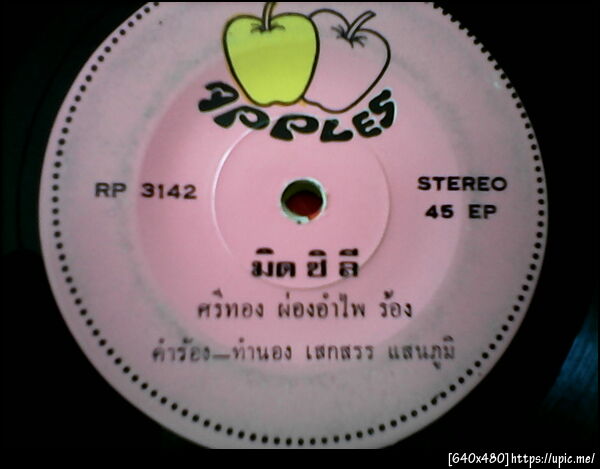 APPLES
RP 3142
STEREO
45 EP
มิด ซิ ลี
ศรีทอง ผ่องอำไพ ร้อง
คำร้อง—ทำนอง เสกสรร แสนภูมิ
[640x480]https://upic.me/